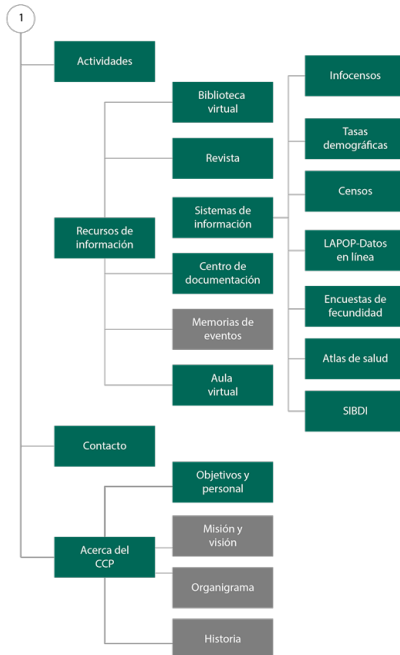 1
Actividades
Recursos de
información
Biblioteca
virtual
Revista
Sistemas de
información
Centro de
documentación
Memorias de
eventos
Aula
virtual
Infocensos
Tasas
demográficas
Censos
LAPOP-Datos
en línea
Encuestas de
fecundidad
Atlas de salud
SIBDI
Contacto
Acerca del
CCP
Objetivos y
personal
Misión y
visión
Organigrama
Historia